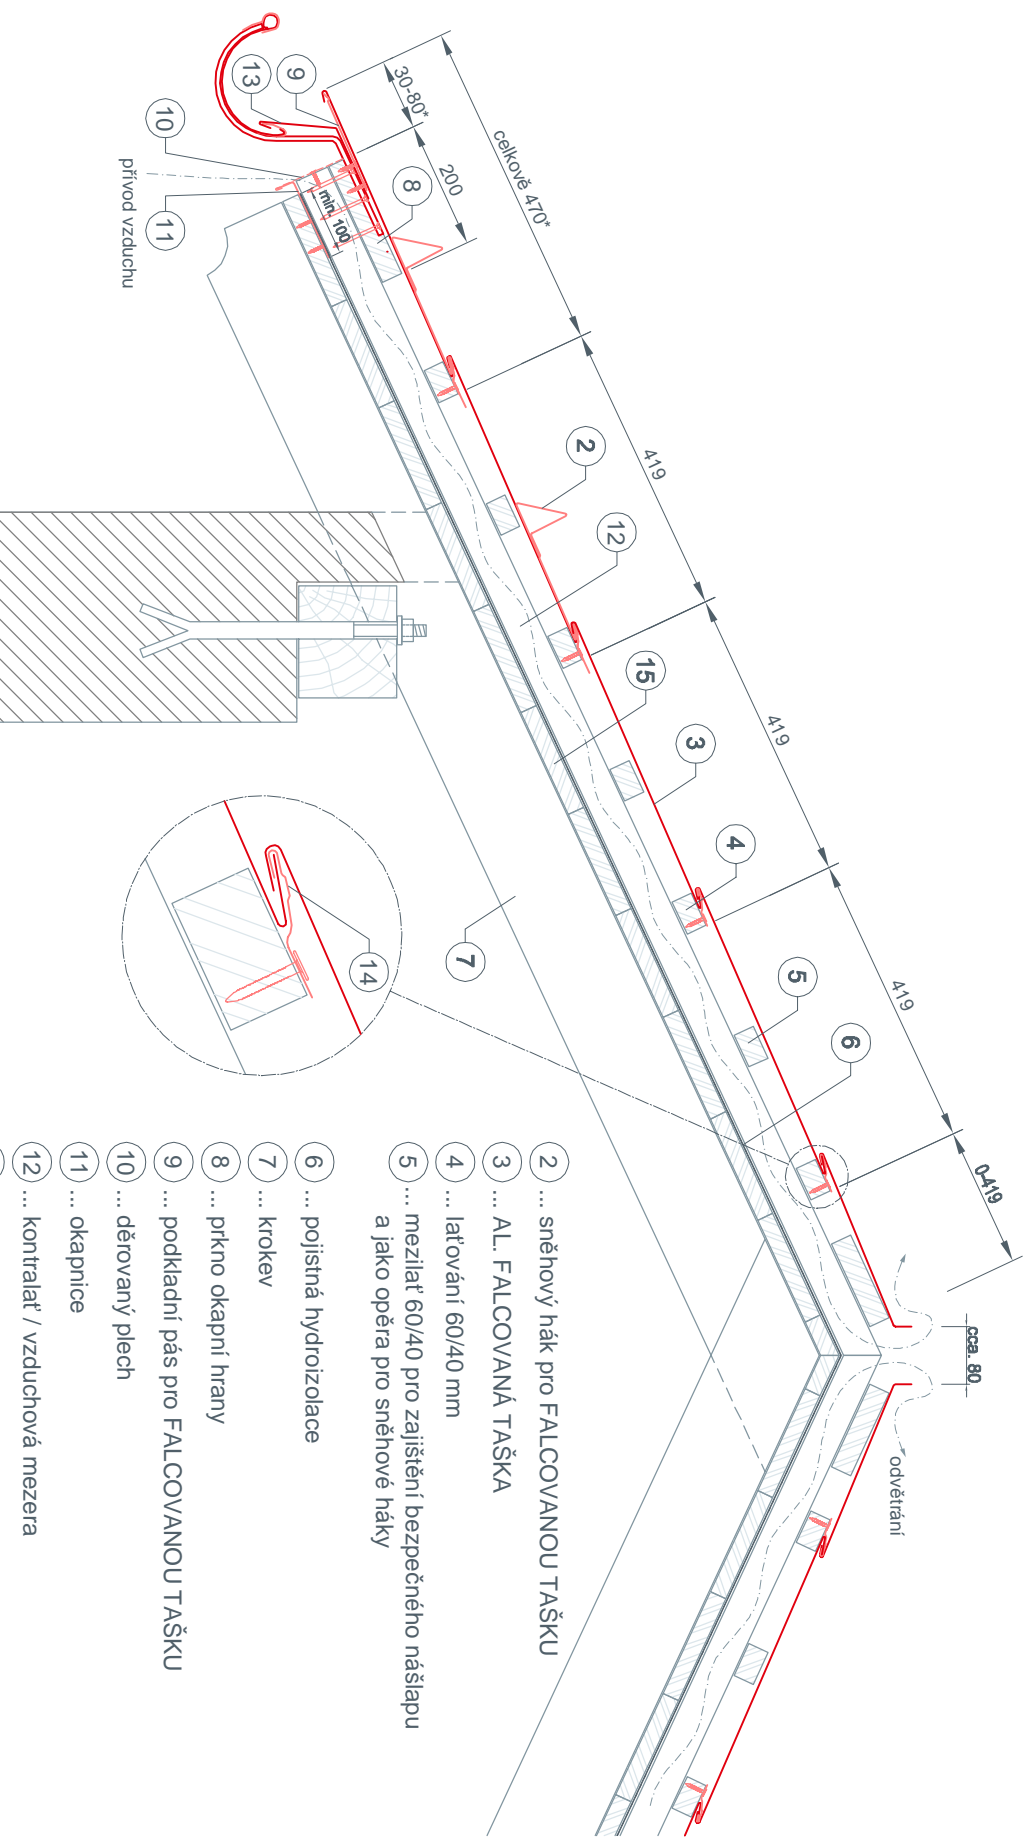 celkově 470*
30-80*
200
419
419
419
0-419
cca. 80
odvětrání
min. 100
přívod vzduchu
9
13
10
11
8
2
12
15
3
4
5
6
7
14
2 ... sněhový hák pro FALCOVANOU TAŠKU
3 ... AL. FALCOVANÁ TAŠKA
4 ... laťování 60/40 mm
5 ... mezilať 60/40 pro zajištění bezpečného nášlapu
a jako opěra pro sněhové háky
6 ... pojistná hydroizolace
7 ... krokev
8 ... prkno okapní hrany
9 ... podkladní pás pro FALCOVANOU TAŠKU
10 ... děrovaný plech
11 ... okapnice
12 ... kontralať / vzduchová mezera